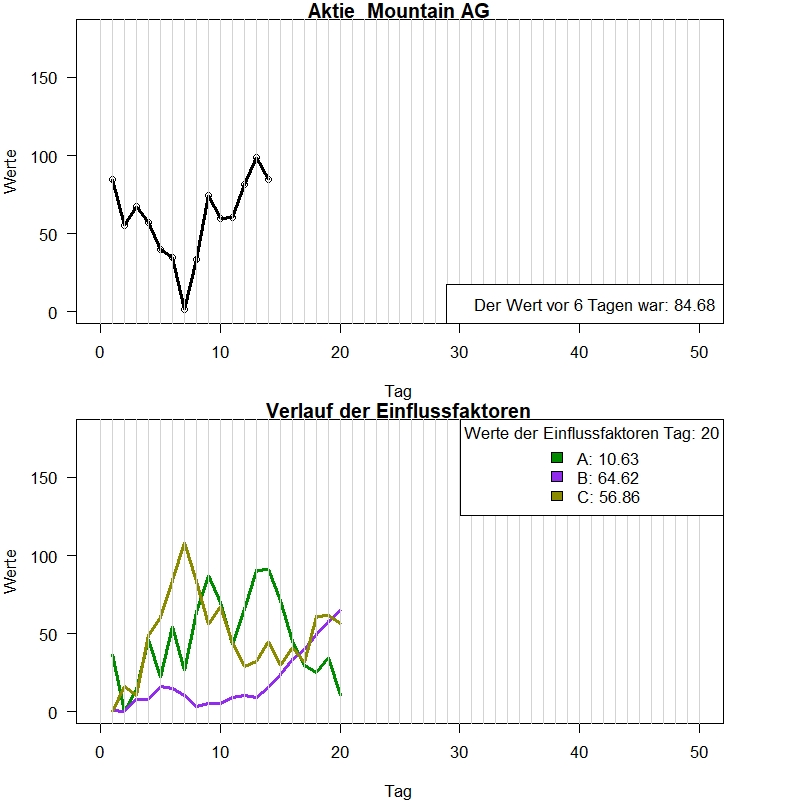 Aktie  Mountain AG
Werte
150
100
50
0
Der Wert vor 6 Tagen war: 84.68
0 10 20 30 40 50
Tag
Verlauf der Einflussfaktoren
Werte
150
100
50
0
Werte der Einflussfaktoren Tag: 20
A: 10.63
B: 64.62
C: 56.86
0 10 20 30 40 50
Tag